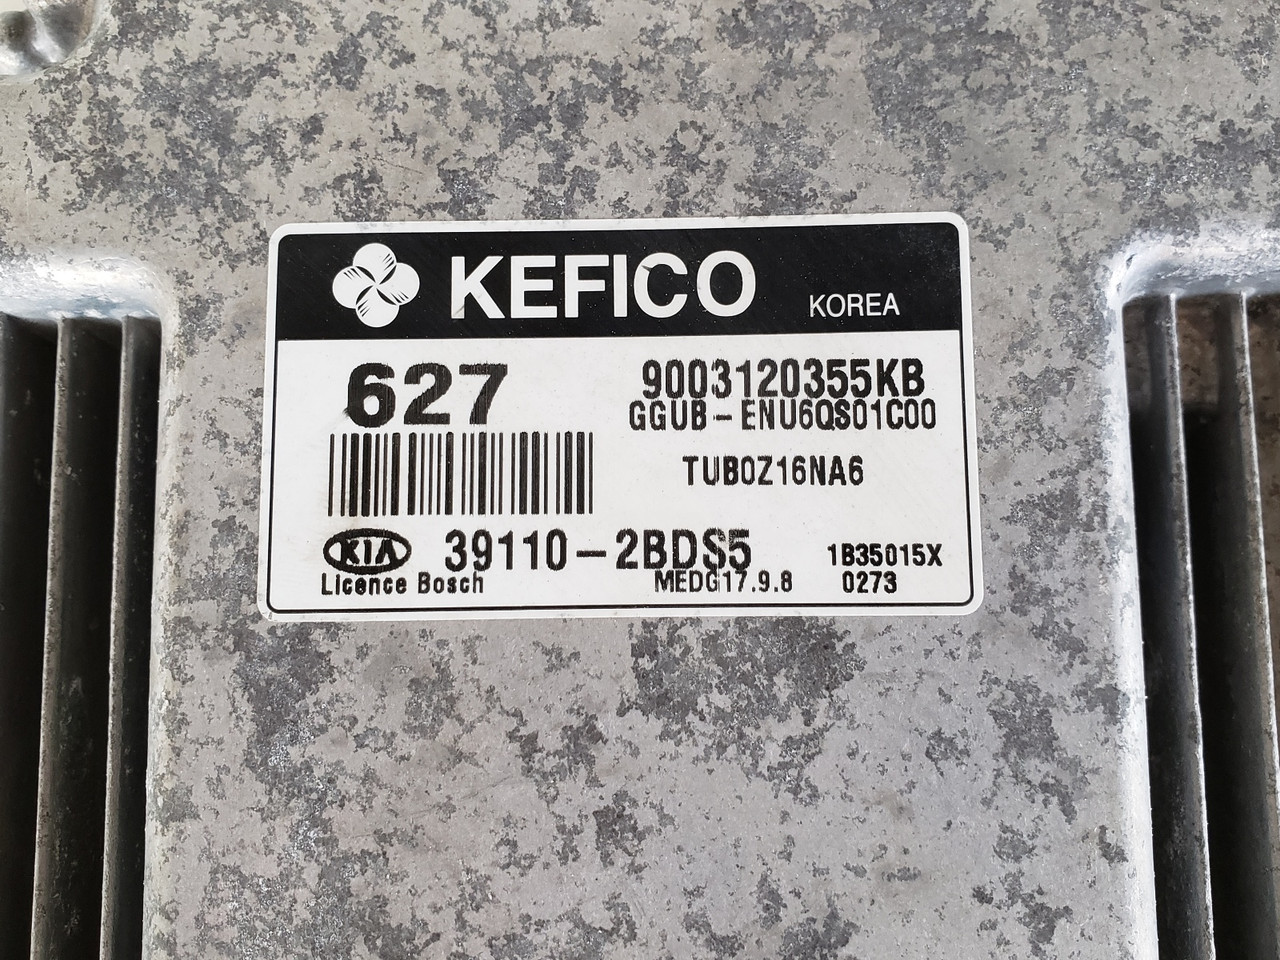 KEFICO KOREA
627 9003120355KB
GGUB-ENU6QS01C00
TUB0Z16NA6
KIA 39110-2BDS5 1B35015X
Licence Bosch MEDG17.9.8 0273